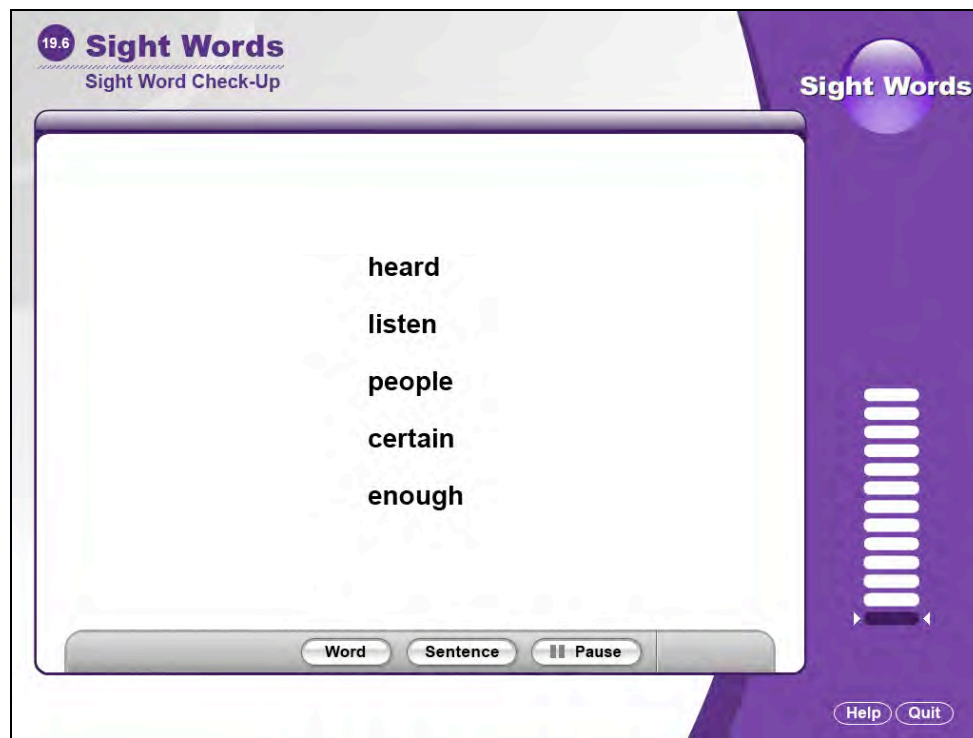 19.6 Sight Words
Sight Word Check-Up
Sight Words
heard
listen
people
certain
enough
Word Sentence Pause
Help Quit